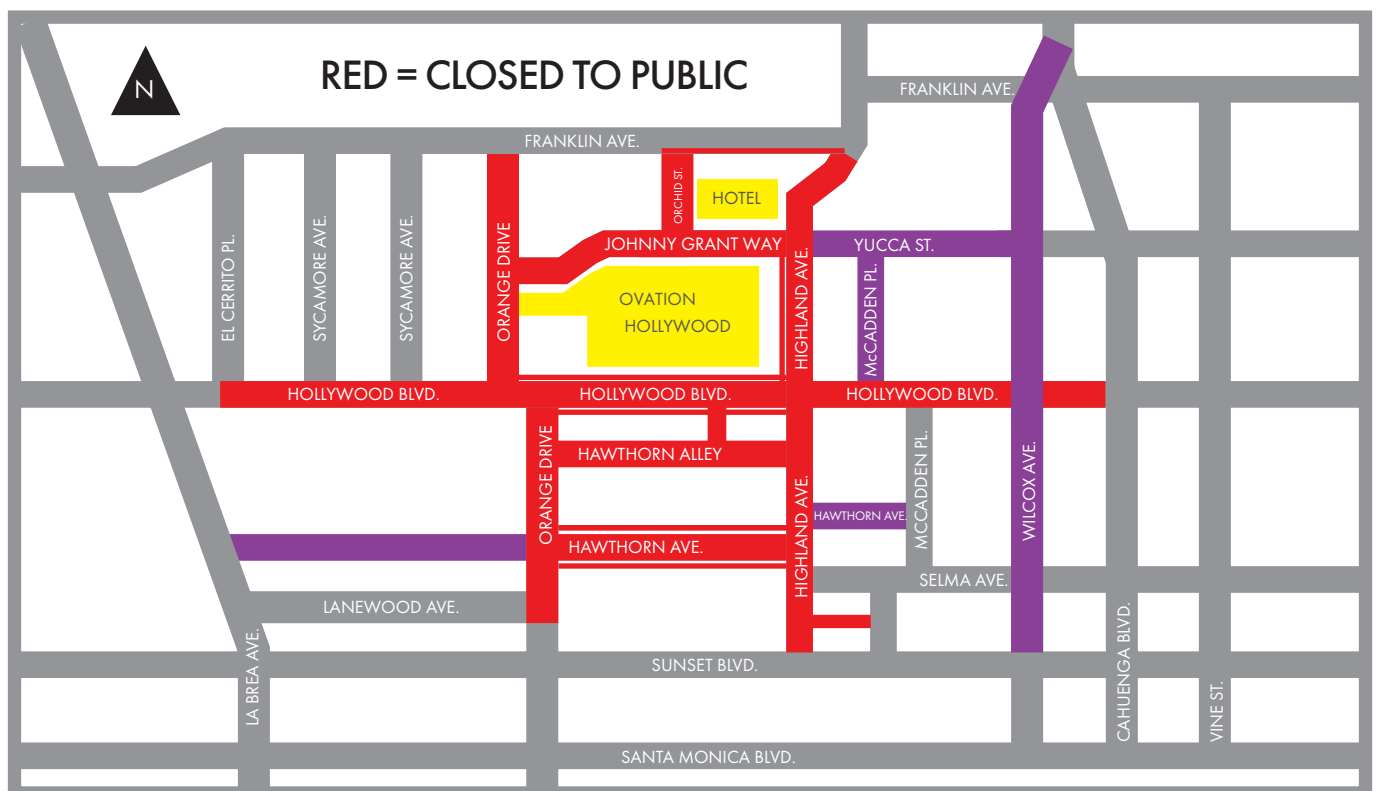 RED = CLOSED TO PUBLIC
N
FRANKLIN AVE.
FRANKLIN AVE.
ORCHID ST.
HOTEL
EL CERRITO PL.
SYCAMORE AVE.
SYCAMORE AVE.
ORANGE DRIVE
JOHNNY GRANT WAY
HIGHLAND AVE.
YUCCA ST.
McCADDEN PL.
OVATION
HOLLYWOOD
HOLLYWOOD BLVD.
HOLLYWOOD BLVD.
HOLLYWOOD BLVD.
ORANGE DRIVE
HAWTHORN ALLEY
HIGHLAND AVE.
HAWTHORN AVE.
MCCADDEN PL.
WILCOX AVE.
HAWTHORN AVE.
SELMA AVE.
LANEWOOD AVE.
LA BREA AVE.
SUNSET BLVD.
CAHUENGA BLVD.
VINE ST.
SANTA MONICA BLVD.